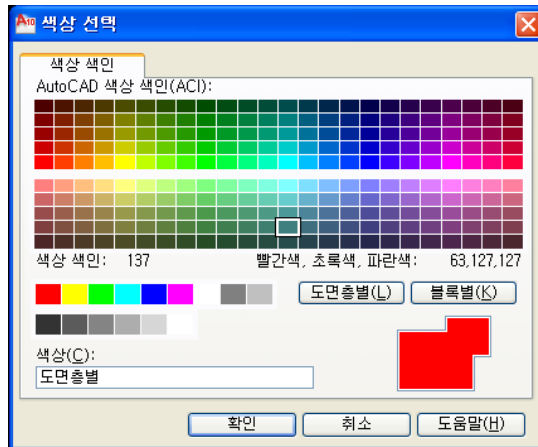 A10 색상 선택
색상 색인
AutoCAD 색상 색인(ACI):
색상 색인: 137 빨간색, 초록색, 파란색: 63,127,127
도면층별(L) 블록별(K)
색상(C):
도면층별
확인 취소 도움말(H)